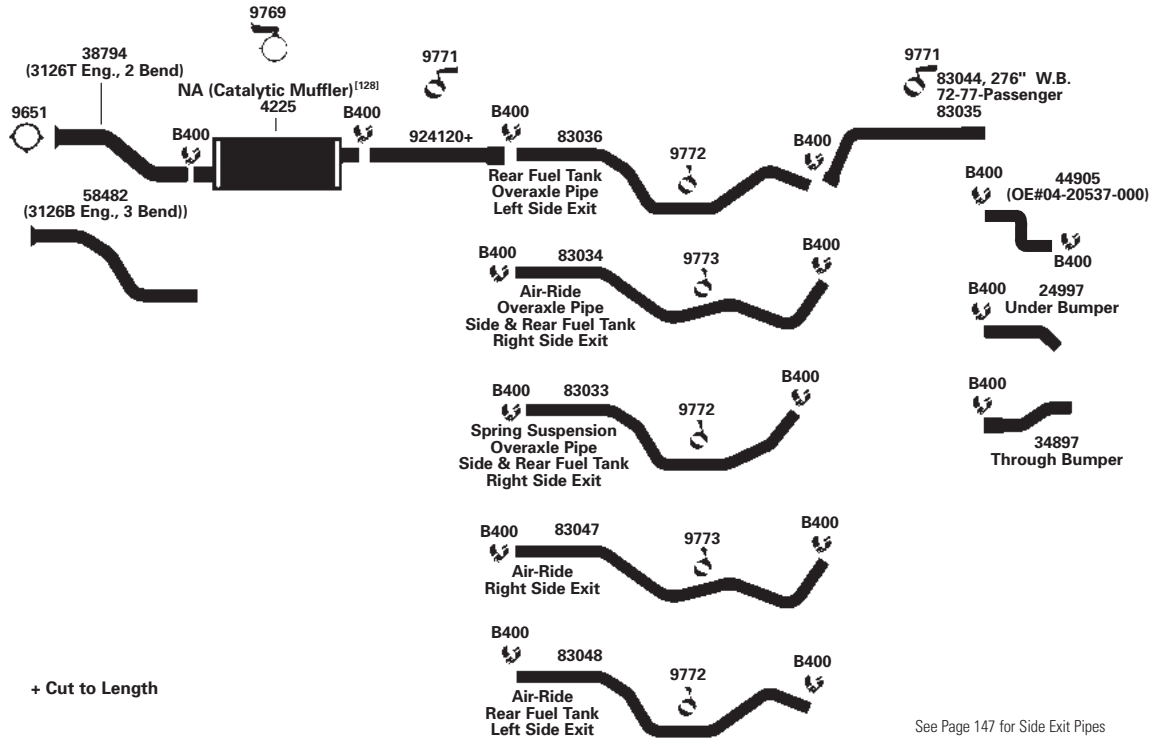 9769
38794
(3126T Eng., 2 Bend)
9771
9771
83044, 276" W.B.
72-77-Passenger
83035
NA (Catalytic Muffler)[128]
4225
9651
B400
B400
924120+
B400
83036
9772
B400
Rear Fuel Tank
Overaxle Pipe
Left Side Exit
B400
44905
(OE#04-20537-000)
B400
58482
(3126B Eng., 3 Bend))
B400
83034
9773
B400
Air-Ride
Overaxle Pipe
Side & Rear Fuel Tank
Right Side Exit
B400
24997
Under Bumper
B400
83033
9772
B400
Spring Suspension
Overaxle Pipe
Side & Rear Fuel Tank
Right Side Exit
B400
34897
Through Bumper
B400
83047
9773
B400
Air-Ride
Right Side Exit
B400
83048
9772
B400
Air-Ride
Rear Fuel Tank
Left Side Exit
+ Cut to Length
See Page 147 for Side Exit Pipes